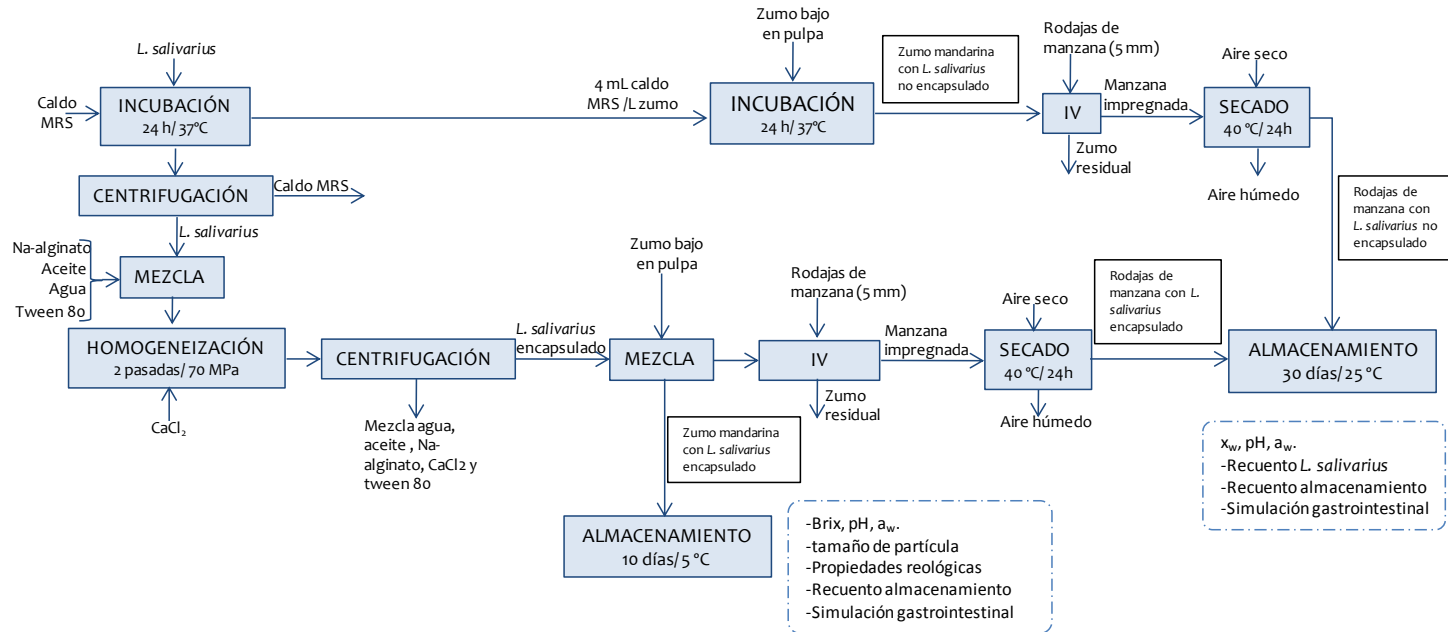 L. salivarius
Caldo
MRS
INCUBACIÓN
24 h/ 37ºC
4 mL caldo
MRS /L zumo
Zumo bajo
en pulpa
INCUBACIÓN
24 h/ 37ºC
Zumo mandarina
con L. salivarius
no encapsulado
Rodajas de
manzana (5 mm)
IV
Zumo
residual
Manzana
impregnada
Aire seco
SECADO
40 ºC/ 24h
Aire húmedo
Rodajas de
manzana con
L. salivarius no
encapsulado
CENTRIFUGACIÓN
Caldo MRS
L. salivarius
Na-alginato
Aceite
Agua
Tween 80
MEZCLA
HOMOGENEIZACIÓN
2 pasadas/ 70 MPa
CaCl₂
CENTRIFUGACIÓN
Mezcla agua,
aceite , Na-
alginato, CaCl2 y
tween 80
L. salivarius
encapsulado
Zumo bajo
en pulpa
MEZCLA
Zumo mandarina
con L. salivarius
encapsulado
ALMACENAMIENTO
10 días/ 5 ºC
Rodajas de
manzana (5 mm)
IV
Zumo
residual
Manzana
impregnada
Aire seco
SECADO
40 ºC/ 24h
Aire húmedo
Rodajas de
manzana con L.
salivarius
encapsulado
ALMACENAMIENTO
30 días/ 25 ºC
-Brix, pH, aw.
-tamaño de partícula
-Propiedades reológicas
-Recuento almacenamiento
-Simulación gastrointestinal
xw, pH, aw.
-Recuento L. salivarius
-Recuento almacenamiento
-Simulación gastrointestinal